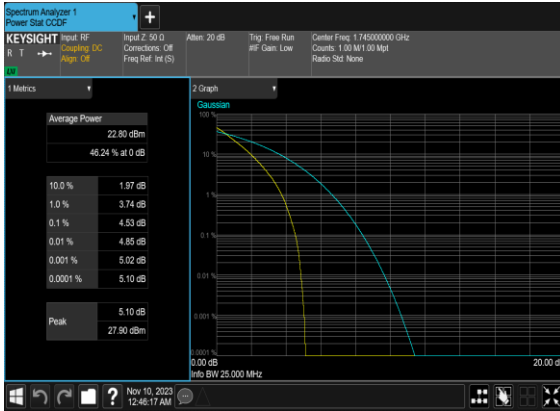 Spectrum Analyzer 1
Power Stat CCDF
+
KEYSIGHT Input: RF
R T
Coupling: DC
Align: Off
LXI
Input Z: 50 Ω
Corrections: Off
Freq Ref: Int (S)
Atten: 20 dB
Trig: Free Run
#IF Gain: Low
Center Freq: 1.745000000 GHz
Counts: 1.00 M/1.00 Mpt
Radio Std: None
1 Metrics
Average Power
22.80 dBm
46.24 % at 0 dB
10.0 % 1.97 dB
1.0 % 3.74 dB
0.1 % 4.53 dB
0.01 % 4.85 dB
0.001 % 5.02 dB
0.0001 % 5.10 dB
Peak
5.10 dB
27.90 dBm
2 Graph
Gaussian
100 %
10 %
1 %
0.1 %
0.01 %
0.001 %
0.0001 %
0.00 dB
20.00 d
Info BW 25.000 MHz
?
Nov 10, 2023
12:46:17 AM